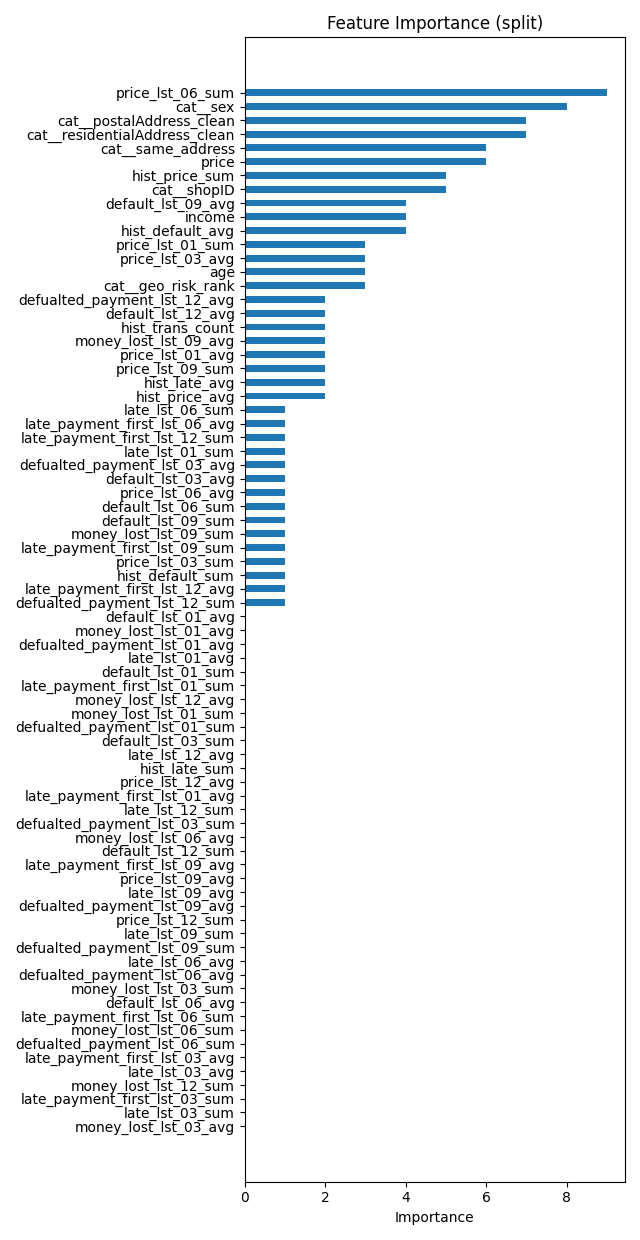 Feature Importance (split)
price_lst_06_sum
cat__sex
cat__postalAddress_clean
cat__residentialAddress_clean
cat__same_address
price
hist_price_sum
cat__shopID
default_lst_09_avg
income
hist_default_avg
price_lst_01_sum
price_lst_03_avg
age
cat__geo_risk_rank
defualted_payment_lst_12_avg
default_lst_12_avg
hist_trans_count
money_lost_lst_09_avg
price_lst_01_avg
price_lst_09_sum
hist_late_avg
hist_price_avg
late_lst_06_sum
late_payment_first_lst_06_avg
late_payment_first_lst_12_sum
late_lst_01_sum
defualted_payment_lst_03_avg
default_lst_03_avg
price_lst_06_avg
default_lst_06_sum
default_lst_09_sum
money_lost_lst_09_sum
late_payment_first_lst_09_sum
price_lst_03_sum
hist_default_sum
late_payment_first_lst_12_avg
defualted_payment_lst_12_sum
default_lst_01_avg
money_lost_lst_01_avg
defualted_payment_lst_01_avg
late_lst_01_avg
default_lst_01_sum
late_payment_first_lst_01_sum
money_lost_lst_12_avg
money_lost_lst_01_sum
defualted_payment_lst_01_sum
default_lst_03_sum
late_lst_12_avg
hist_late_sum
price_lst_12_avg
late_payment_first_lst_01_avg
late_lst_12_sum
defualted_payment_lst_03_sum
money_lost_lst_06_avg
default_lst_12_sum
late_payment_first_lst_09_avg
price_lst_09_avg
late_lst_09_avg
defualted_payment_lst_09_avg
price_lst_12_sum
late_lst_09_sum
defualted_payment_lst_09_sum
late_lst_06_avg
defualted_payment_lst_06_avg
money_lost_lst_03_sum
default_lst_06_avg
late_payment_first_lst_06_sum
money_lost_lst_06_sum
defualted_payment_lst_06_sum
late_payment_first_lst_03_avg
late_lst_03_avg
money_lost_lst_12_sum
late_payment_first_lst_03_sum
late_lst_03_sum
money_lost_lst_03_avg
0 2 4 6 8
Importance